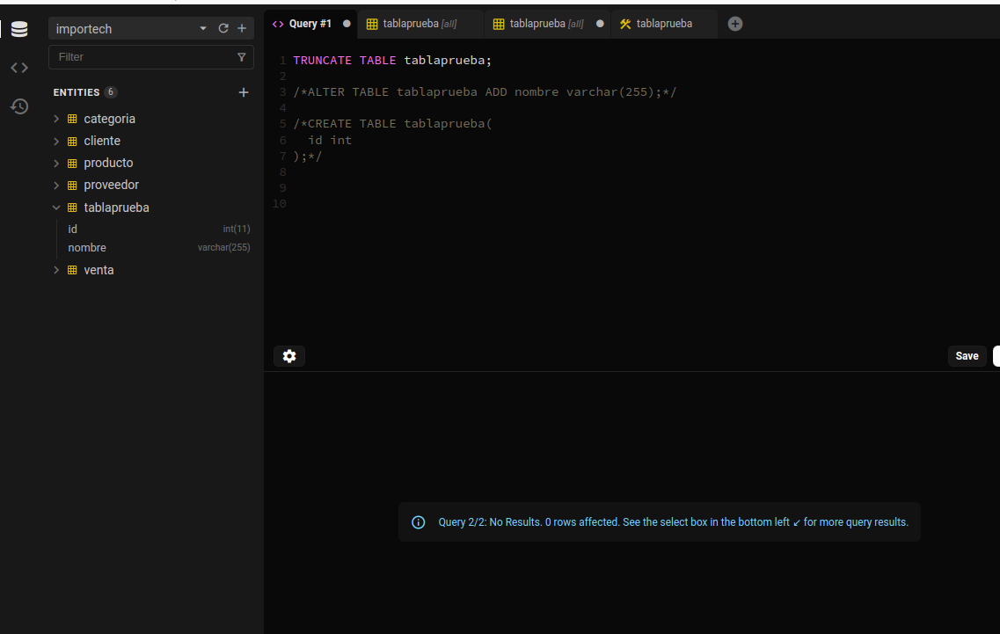 importech
Filter
ENTITIES 6
categoria
cliente
producto
proveedor
tablaprueba
id int(11)
nombre varchar(255)
venta
Query #1
tablaprueba [all]
tablaprueba [all]
tablaprueba
1 TRUNCATE TABLE tablaprueba;
2
3 /*ALTER TABLE tablaprueba ADD nombre varchar(255);*/
4
5 /*CREATE TABLE tablaprueba(
6 id int
7 );*/
8
9
10
Save
Query 2/2: No Results. 0 rows affected. See the select box in the bottom left ↙ for more query results.